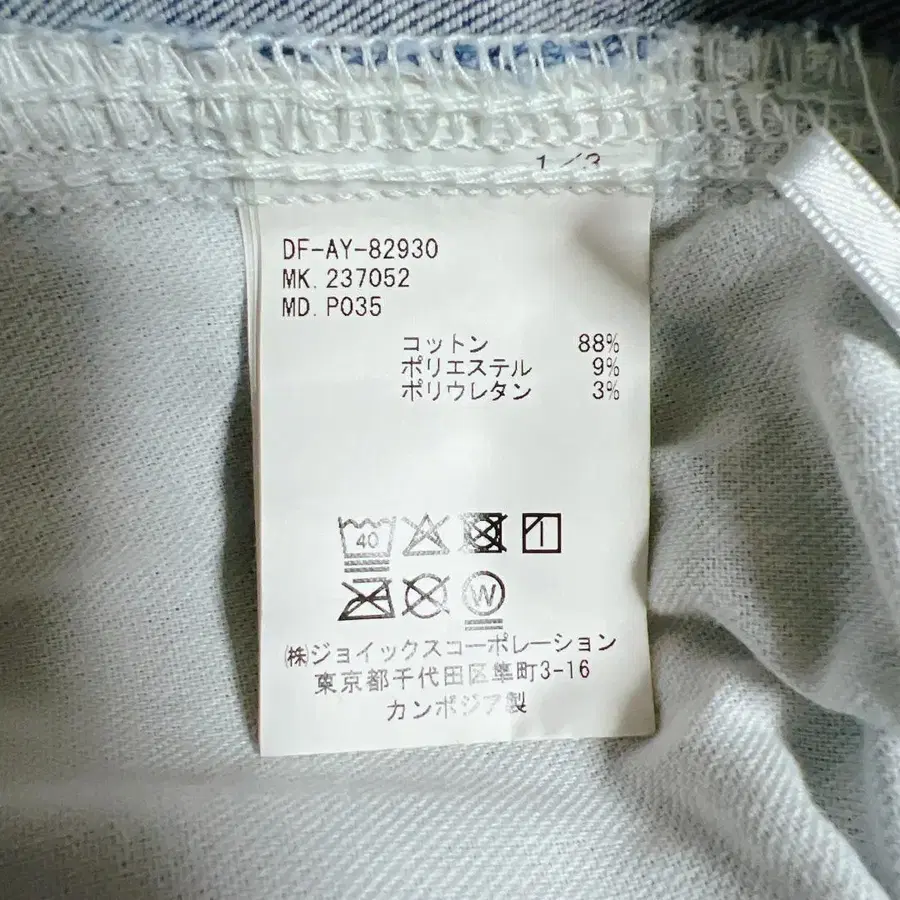 1/3
DF-AY-82930
MK. 237052
MD. P035
コットン 88%
ポリエステル 9%
ポリウレタン 3%
40
W
㈱ジョイックスコーポレーション
東京都千代田区隼町3-16
カンボジア製